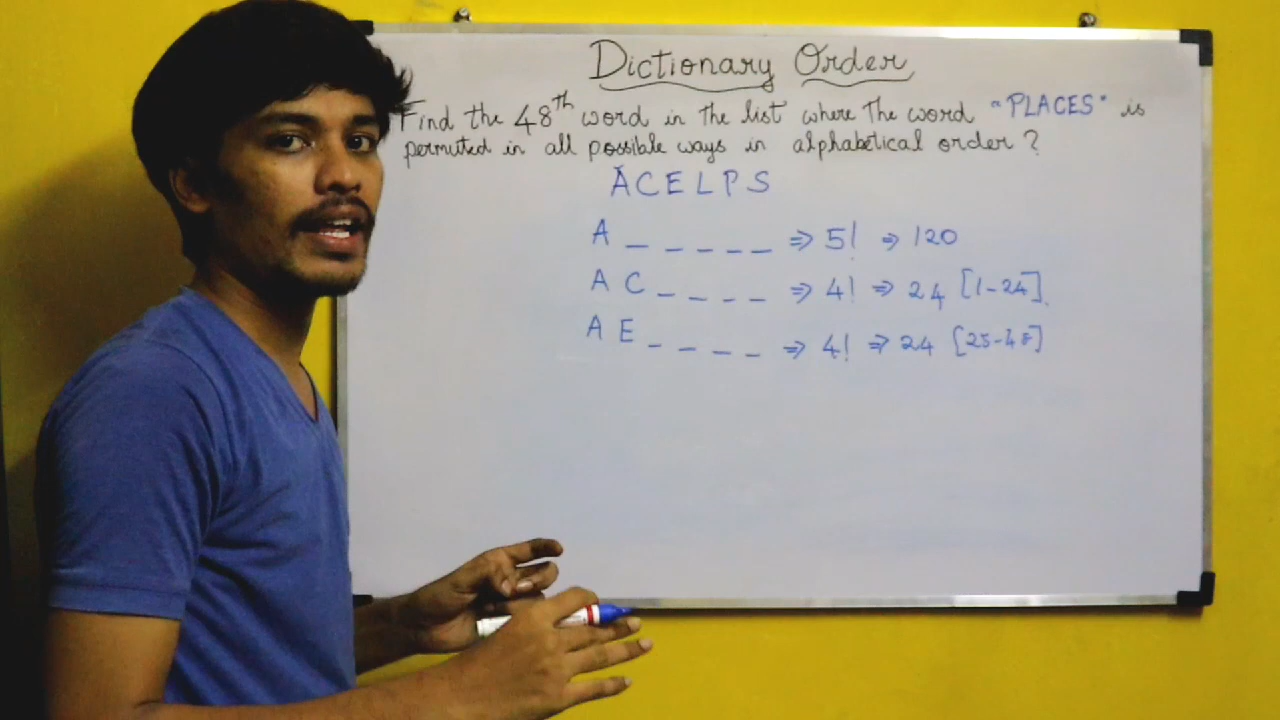 Dictionary Order
Find the 48th word in the list where the word "PLACES" is
permuted in all possible ways in alphabetical order?
A C E L P S
A _ _ _ _ _ ⇒ 5! ⇒ 120
A C _ _ _ _ ⇒ 4! ⇒ 24 [1-24].
A E _ _ _ _ ⇒ 4! ⇒ 24 [25-48]